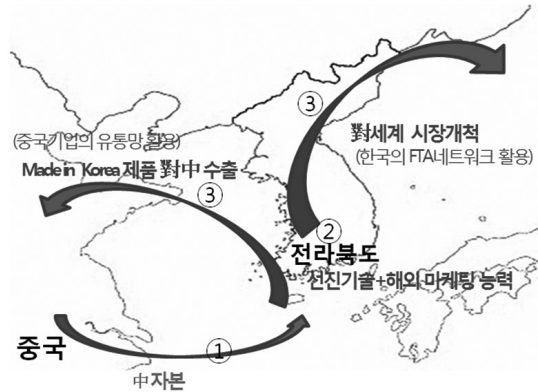 ③
對세계 시장개척
(중국기업의 유통망 활용)
(한국의 FTA네트워크 활용)
Made in Korea 제품 對中 수출
③
②
전라북도
선진기술+해외 마케팅 능력
중국
①
中 자본